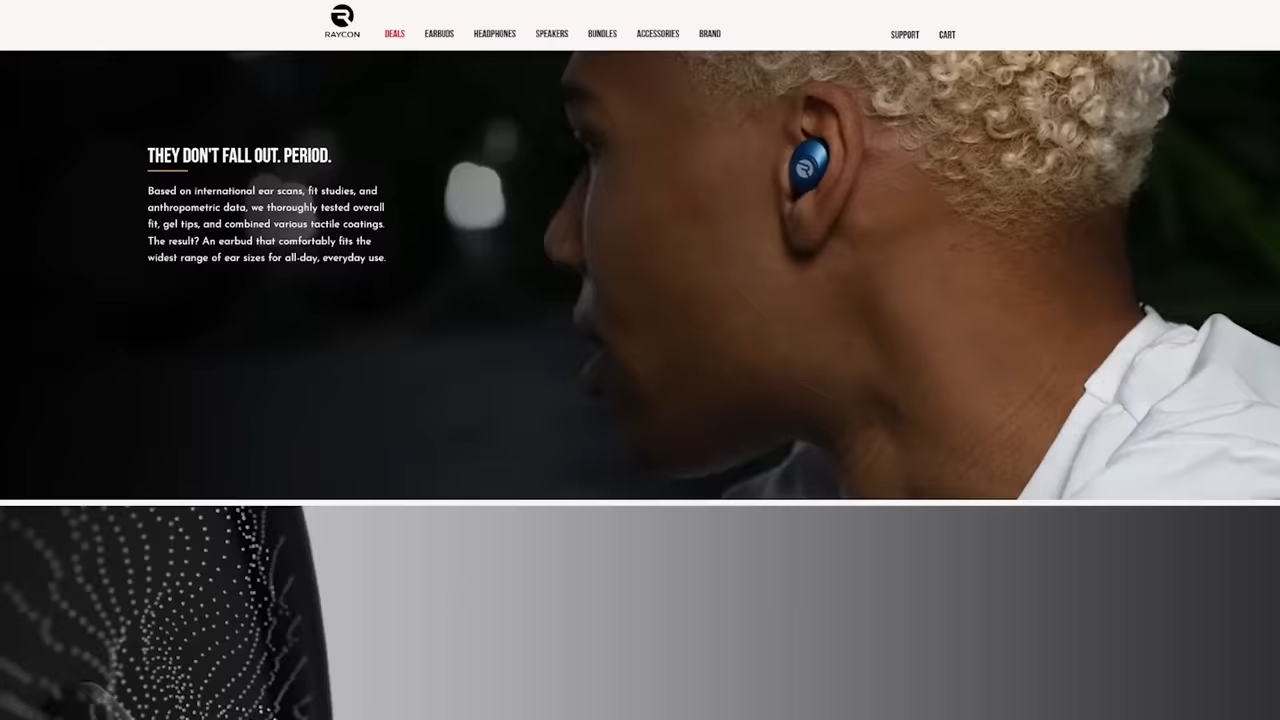 RAYCON
DEALS
EARBUDS
HEADPHONES
SPEAKERS
BUNDLES
ACCESSORIES
BRAND
SUPPORT
CART
THEY DON'T FALL OUT. PERIOD.
Based on international ear scans, fit studies, and
anthropometric data, we thoroughly tested overall
fit, gel tips, and combined various tactile coatings.
The result? An earbud that comfortably fits the
widest range of ear sizes for all-day, everyday use.